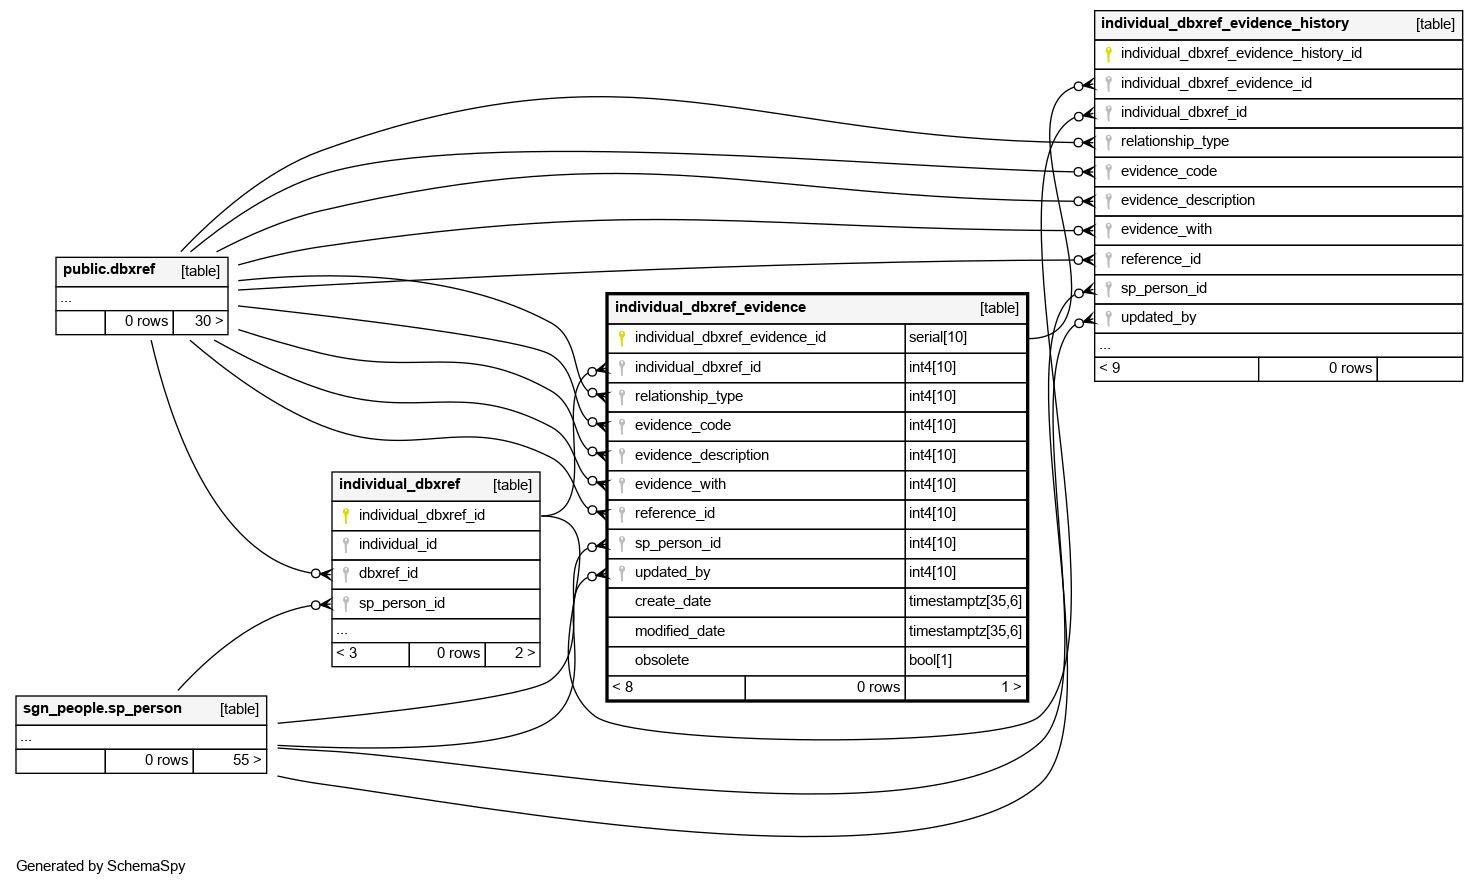 individual_dbxref_evidence_history [table]
individual_dbxref_evidence_history_id
individual_dbxref_evidence_id
individual_dbxref_id
relationship_type
evidence_code
evidence_description
evidence_with
reference_id
sp_person_id
updated_by
...
< 9 0 rows
public.dbxref [table]
...
0 rows 30 >
individual_dbxref_evidence [table]
individual_dbxref_evidence_id serial[10]
individual_dbxref_id int4[10]
relationship_type int4[10]
evidence_code int4[10]
evidence_description int4[10]
evidence_with int4[10]
reference_id int4[10]
sp_person_id int4[10]
updated_by int4[10]
create_date timestamptz[35,6]
modified_date timestamptz[35,6]
obsolete bool[1]
< 8 0 rows 1 >
individual_dbxref [table]
individual_dbxref_id
individual_id
dbxref_id
sp_person_id
...
< 3 0 rows 2 >
sgn_people.sp_person [table]
...
0 rows 55 >
Generated by SchemaSpy